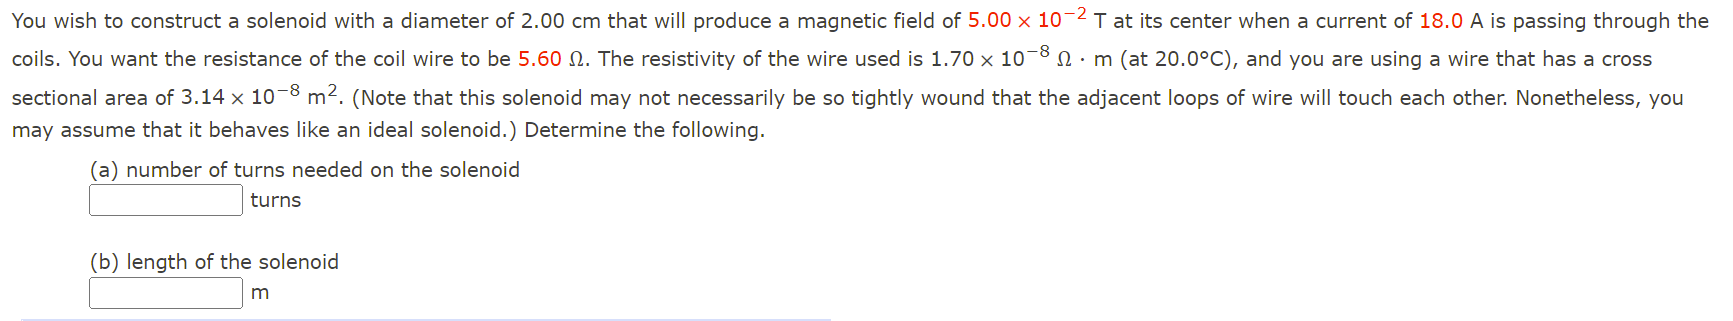 You wish to construct a solenoid with a diameter of 2.00 cm that will produce a magnetic field of 5.00 × 10⁻² T at its center when a current of 18.0 A is passing through the
coils. You want the resistance of the coil wire to be 5.60 Ω. The resistivity of the wire used is 1.70 × 10⁻⁸ Ω · m (at 20.0°C), and you are using a wire that has a cross
sectional area of 3.14 × 10⁻⁸ m². (Note that this solenoid may not necessarily be so tightly wound that the adjacent loops of wire will touch each other. Nonetheless, you
may assume that it behaves like an ideal solenoid.) Determine the following.
(a) number of turns needed on the solenoid
turns
(b) length of the solenoid
m